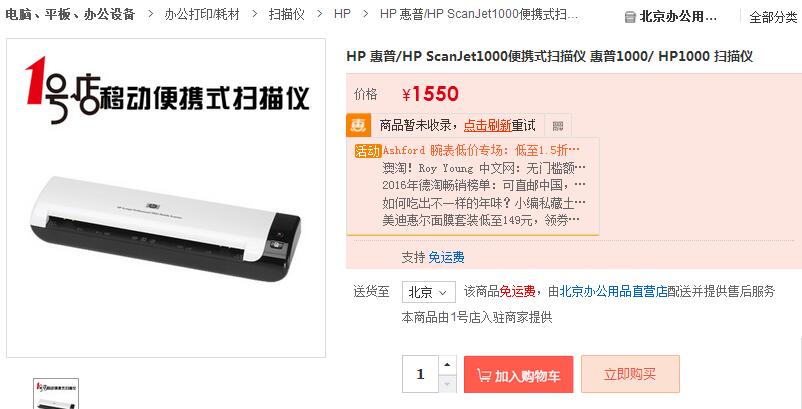 电脑、平板、办公设备 > 办公打印/耗材 > 扫描仪 > HP > HP 惠普/HP ScanJet1000便携式扫... 北京办公用... 全部分类
1号店移动便携式扫描仪
HP 惠普/HP ScanJet1000便携式扫描仪 惠普1000/ HP1000 扫描仪
价格 ¥1550
惠 商品暂未收录，点击刷新重试
活动 Ashford 腕表低价专场：低至1.5折…
澳淘！Roy Young 中文网：无门槛额…
2016年德淘畅销榜单：可直邮中国，…
如何吃出不一样的年味？小编私藏土…
美迪惠尔面膜套装低至149元，领券…
支持 免运费
送货至 北京 该商品免运费，由北京办公用品直营店配送并提供售后服务
本商品由1号店入驻商家提供
1 加入购物车 立即购买
1号店移动便携式扫描仪